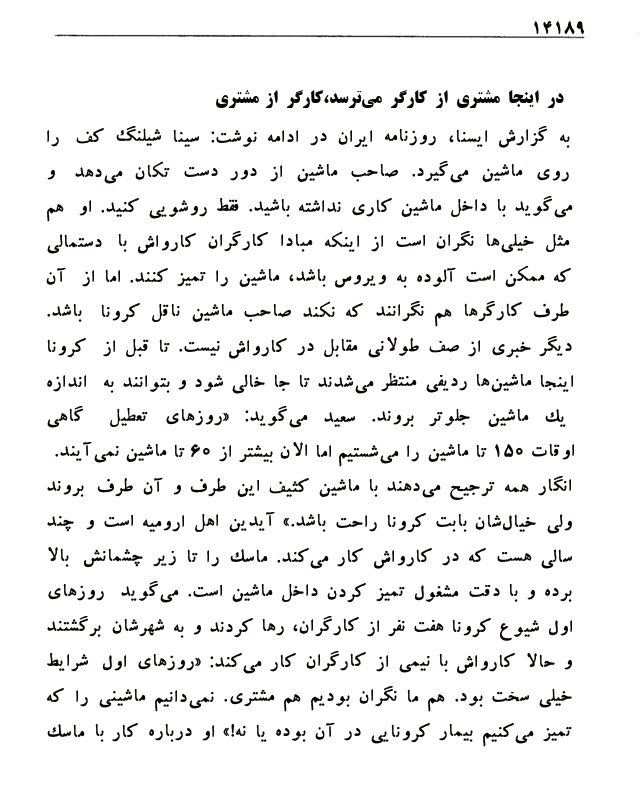 ۱۴۱۸۹
در اینجا مشتری از کارگر می‌ترسد،کارگر از مشتری
به گزارش ایسنا، روزنامه ایران در ادامه نوشت: سینا شیلنگ کف را
روی ماشین می‌گیرد. صاحب ماشین از دور دست تکان می‌دهد و
می‌گوید با داخل ماشین کاری نداشته باشید. فقط روشویی کنید. او هم
مثل خیلی‌ها نگران است از اینکه مبادا کارگران کارواش با دستمالی
که ممکن است آلوده به ویروس باشد، ماشین را تمیز کنند. اما از آن
طرف کارگرها هم نگرانند که نکند صاحب ماشین ناقل کرونا باشد.
دیگر خبری از صف طولانی مقابل در کارواش نیست. تا قبل از کرونا
اینجا ماشین‌ها ردیفی منتظر می‌شدند تا جا خالی شود و بتوانند به اندازه
یك ماشین جلوتر بروند. سعید می‌گوید: «روزهای تعطیل گاهی
اوقات ۱۵۰ تا ماشین را می‌شستیم اما الان بیشتر از ۶۰ تا ماشین نمی‌آیند.
انگار همه ترجیح می‌دهند با ماشین کثیف این طرف و آن طرف بروند
ولی خیال‌شان بابت کرونا راحت باشد.» آیدین اهل ارومیه است و چند
سالی هست که در کارواش کار می‌کند. ماسك را تا زیر چشمانش بالا
برده و با دقت مشغول تمیز کردن داخل ماشین است. می‌گوید روزهای
اول شیوع کرونا هفت نفر از کارگران، رها کردند و به شهرشان برگشتند
و حالا کارواش با نیمی از کارگران کار می‌کند: «روزهای اول شرایط
خیلی سخت بود. هم ما نگران بودیم هم مشتری. نمی‌دانیم ماشینی را که
تمیز می‌کنیم بیمار کرونایی در آن بوده یا نه!» او درباره کار با ماسك